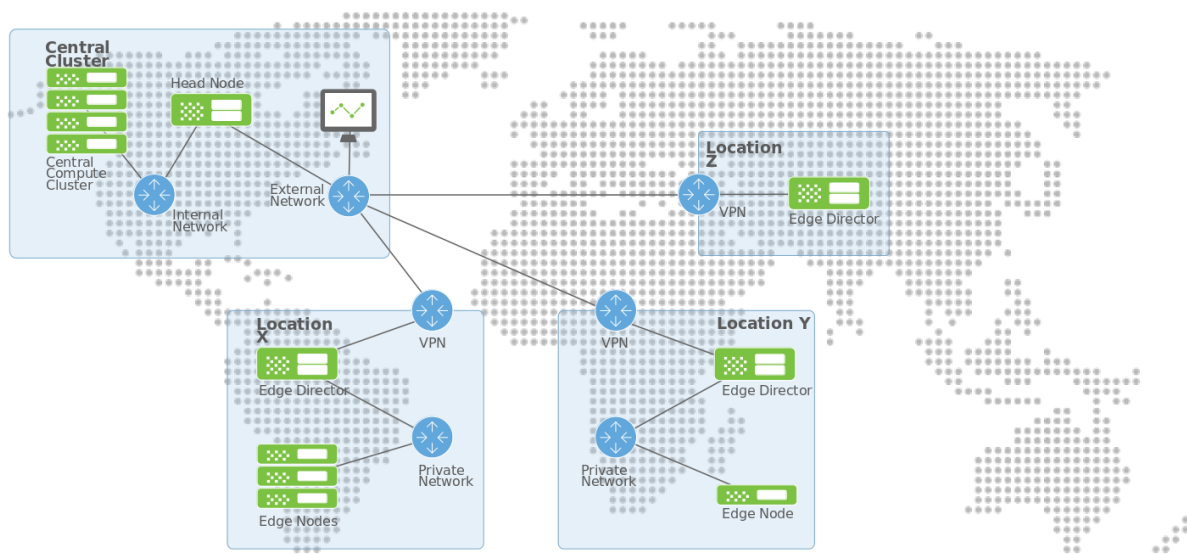 Central
Cluster
Head Node
Central
Compute
Cluster
Internal
Network
External
Network
Location
Z
VPN
Edge Director
Location
X
VPN
Edge Director
Private
Network
Edge Nodes
Location Y
VPN
Edge Director
Private
Network
Edge Node